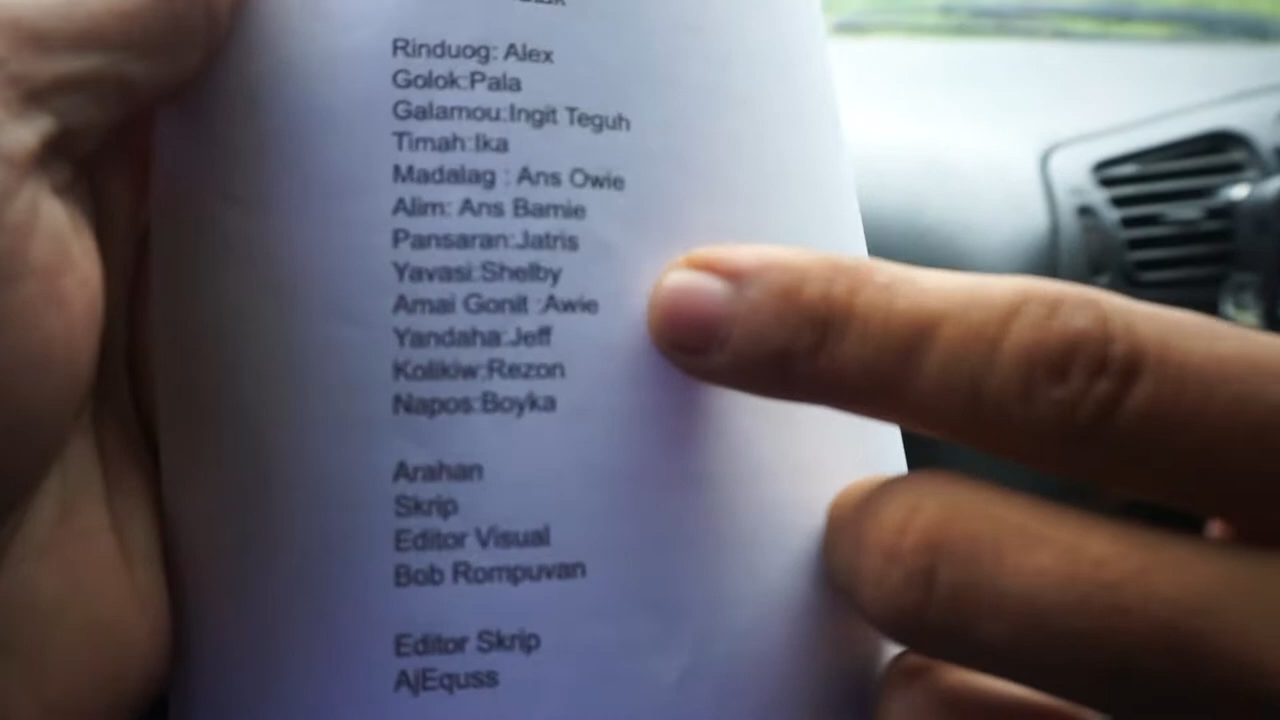 Rinduog: Alex
Golok:Pala
Galamou:Ingit Teguh
Timah:Ika
Madalag : Ans Owie
Alim: Ans Bamie
Pansaran:Jatris
Yavasi:Shelby
Amai Gonit :Awie
Yandaha:Jeff
Kolikiw:Rezon
Napos:Boyka
Arahan
Skrip
Editor Visual
Bob Rompuvan
Editor Skrip
AjEquss